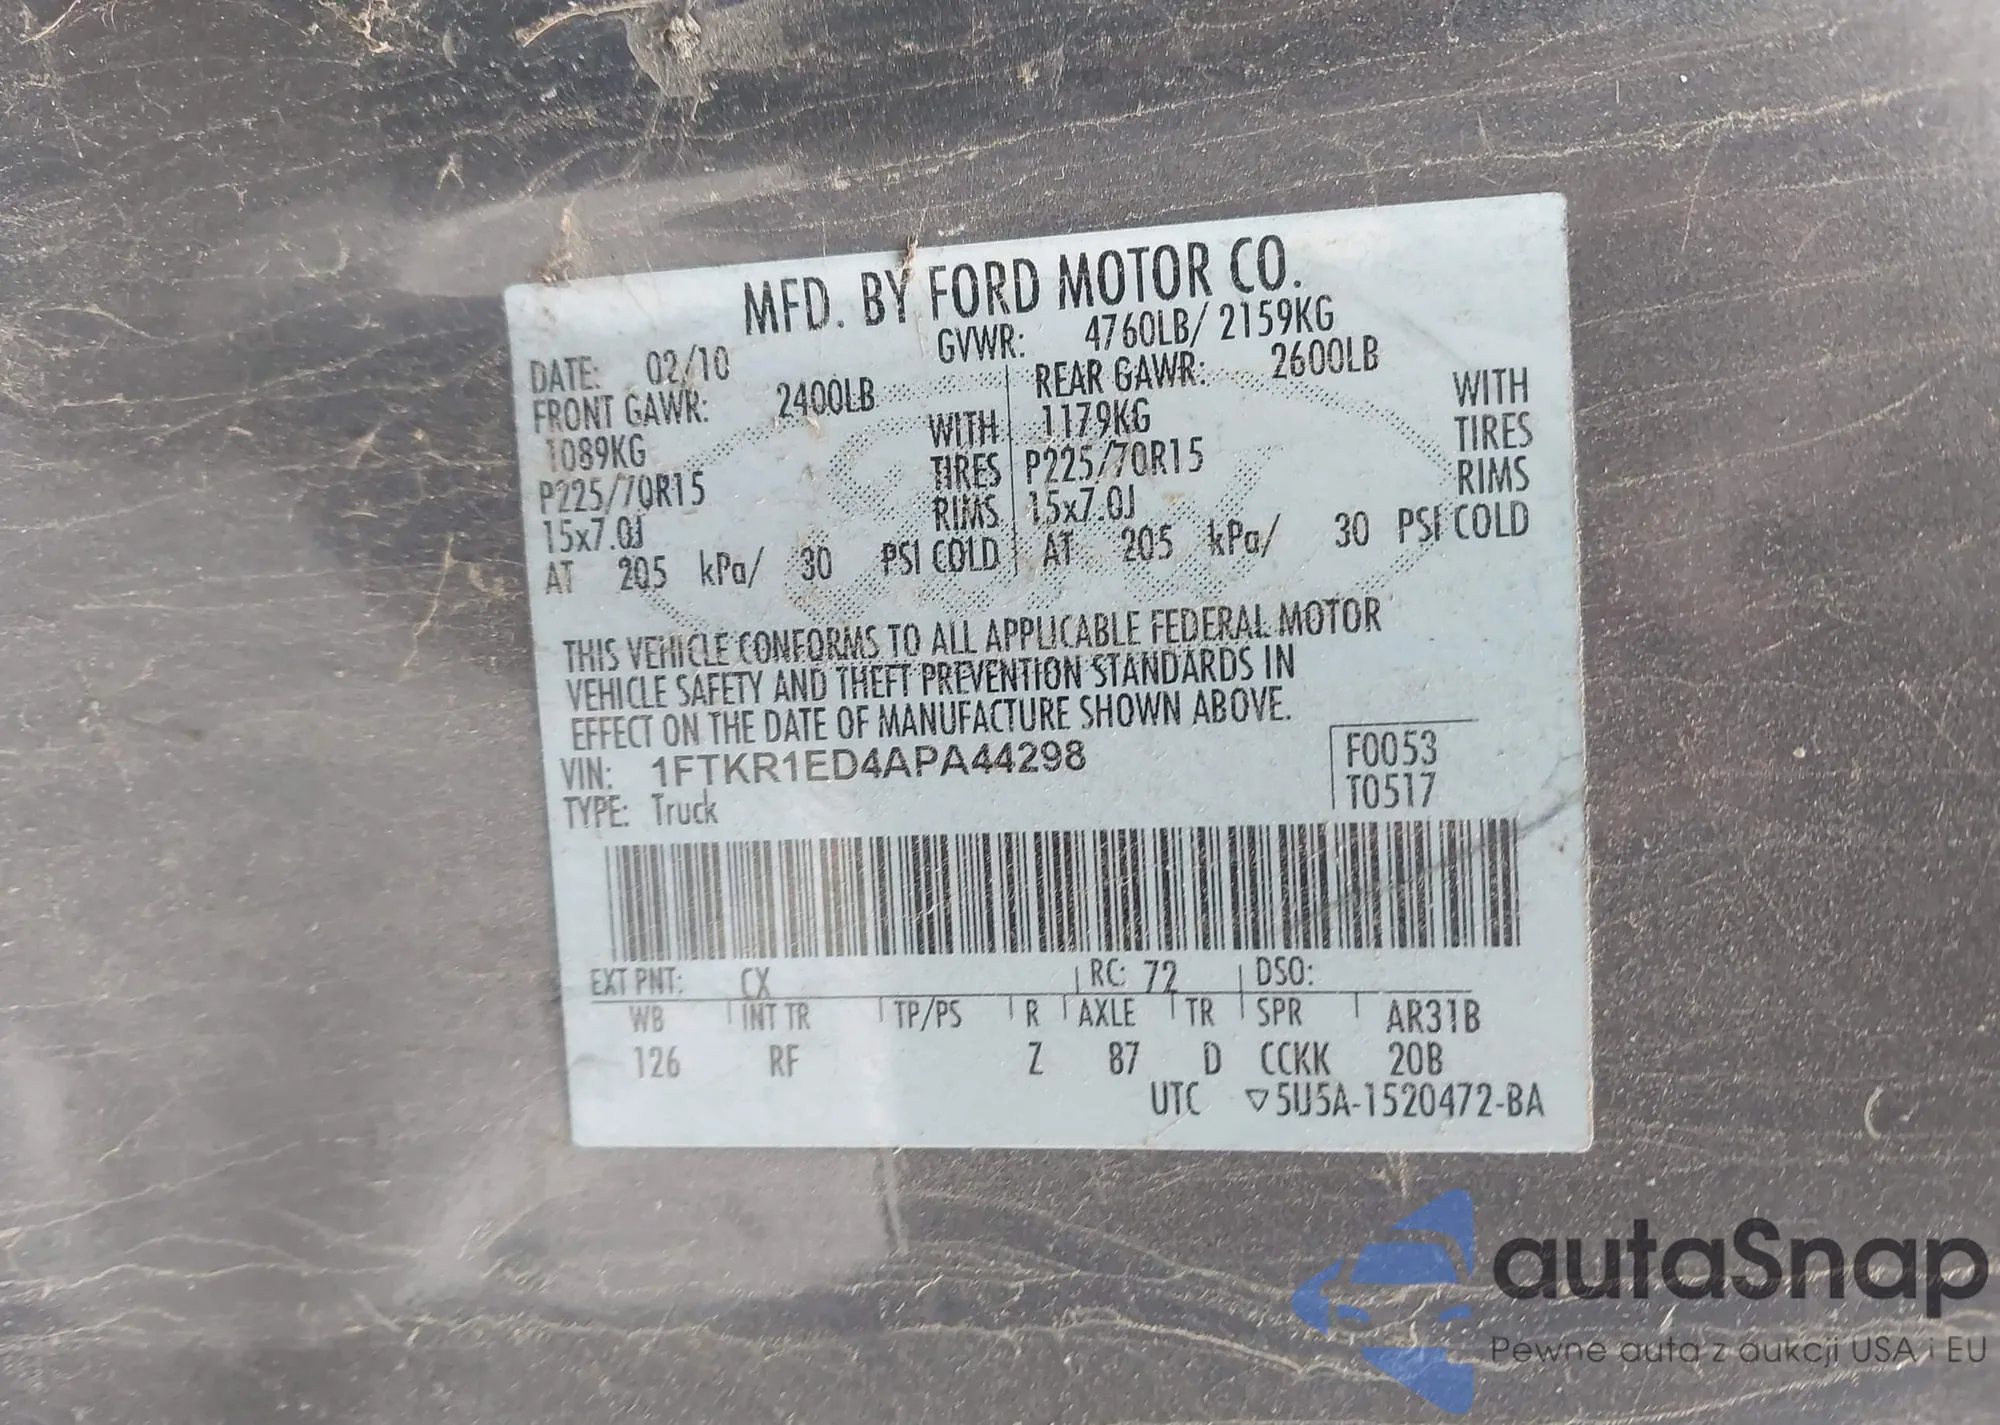 MFD. BY FORD MOTOR CO.
DATE: 02/10 GVWR: 4760LB/ 2159KG
FRONT GAWR: 2400LB REAR GAWR: 2600LB
1089KG WITH 1179KG WITH
P225/70R15 TIRES P225/70R15 TIRES
15x7.0J RIMS 15x7.0J RIMS
AT 205 kPa/ 30 PSI COLD AT 205 kPa/ 30 PSI COLD
THIS VEHICLE CONFORMS TO ALL APPLICABLE FEDERAL MOTOR
VEHICLE SAFETY AND THEFT PREVENTION STANDARDS IN
EFFECT ON THE DATE OF MANUFACTURE SHOWN ABOVE.
VIN: 1FTKR1ED4APA44298 F0053
TYPE: Truck T0517
EXT PNT: CX RC: 72 DSO:
WB INT TR TP/PS R AXLE TR SPR AR31B
126 RF Z 87 D CCKK 20B
UTC ▽5U5A-1520472-BA
autaSnap
Pewne auta z aukcji USA i EU